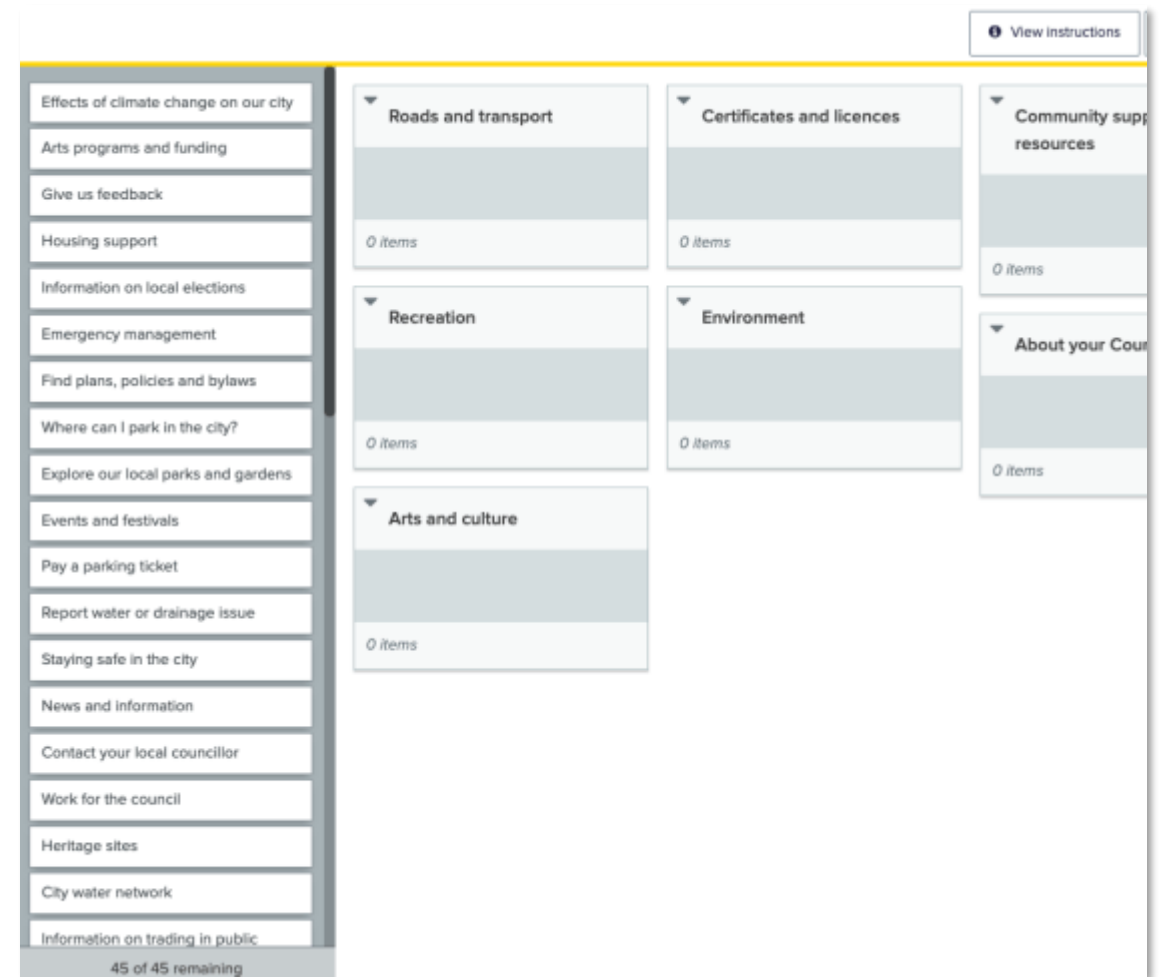 View instructions
Effects of climate change on our city
Arts programs and funding
Give us feedback
Housing support
Information on local elections
Emergency management
Find plans, policies and bylaws
Where can I park in the city?
Explore our local parks and gardens
Events and festivals
Pay a parking ticket
Report water or drainage issue
Staying safe in the city
News and information
Contact your local councillor
Work for the council
Heritage sites
City water network
Information on trading in public
45 of 45 remaining
Roads and transport
0 items
Certificates and licences
0 items
Community supp
resources
0 items
Recreation
0 items
Environment
0 items
About your Cour
0 items
Arts and culture
0 items